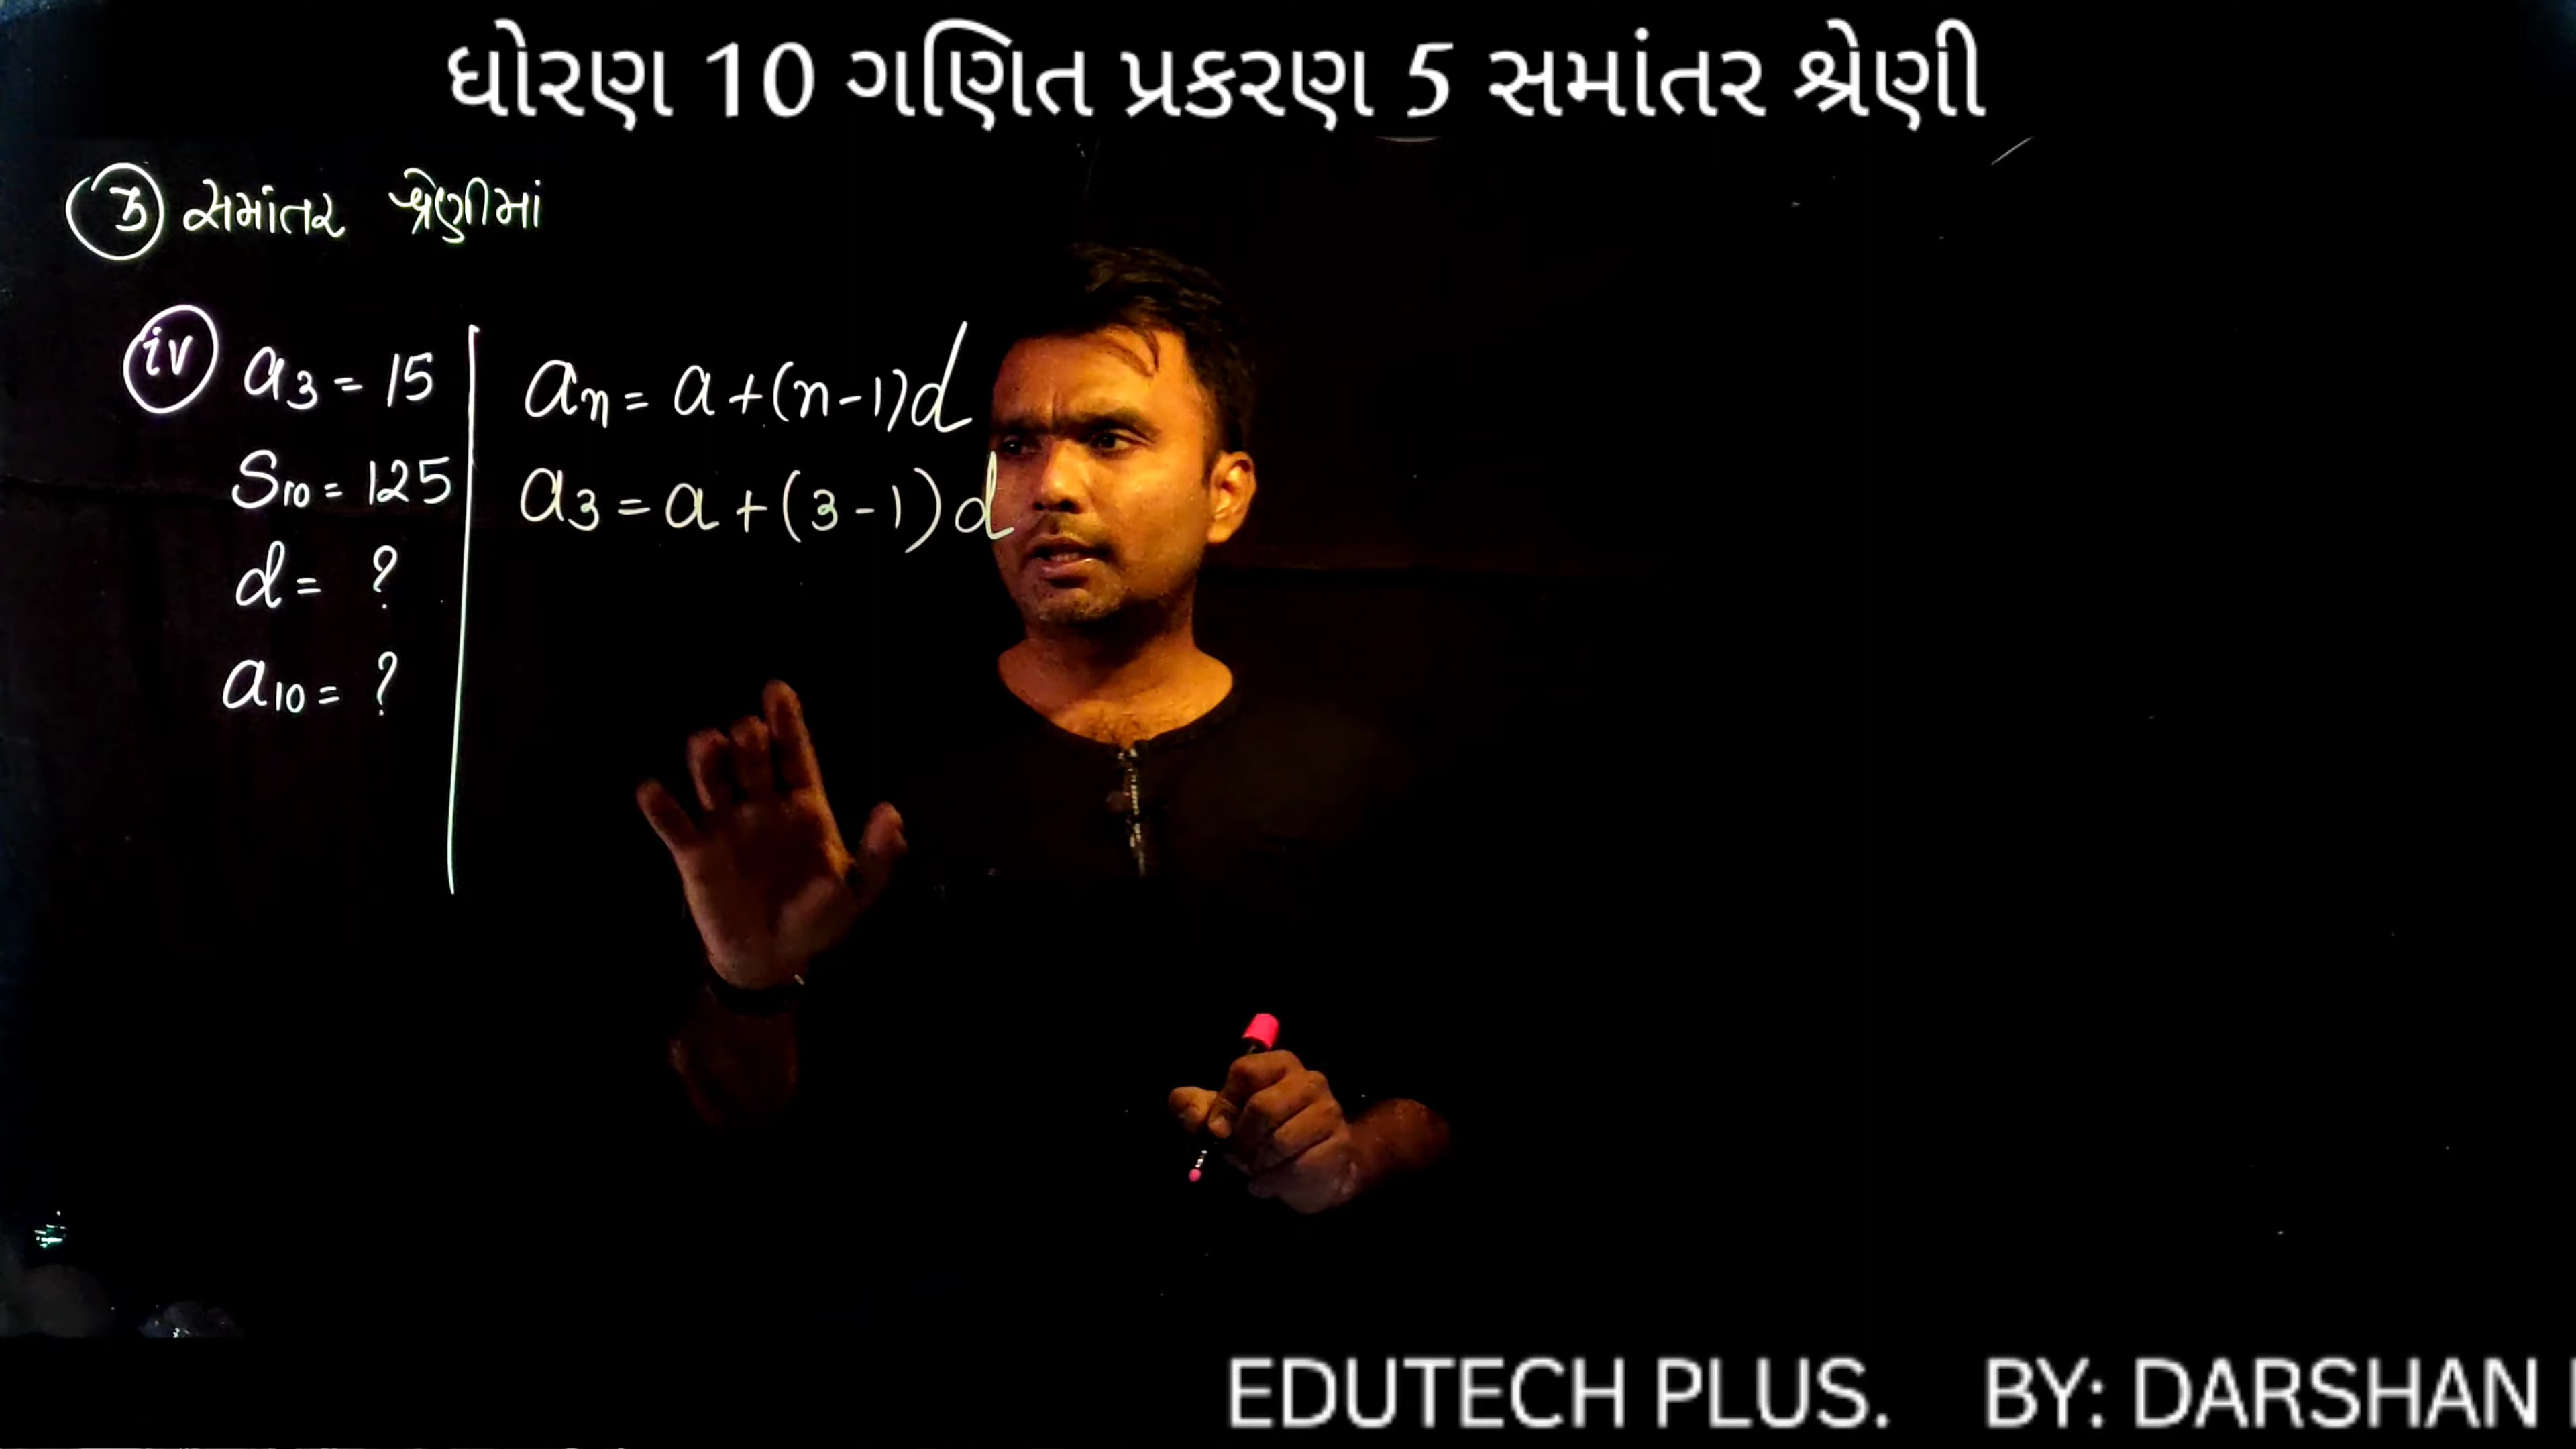 ધોરણ 10 ગણિત પ્રકરણ 5 સમાંતર શ્રેણી
(3) સમાંતર શ્રેણીમાં
(iv) a₃ = 15
S₁₀ = 125
d = ?
a₁₀ = ?
aₙ = a + (n-1)d
a₃ = a + (3-1)d
EDUTECH PLUS. BY: DARSHAN